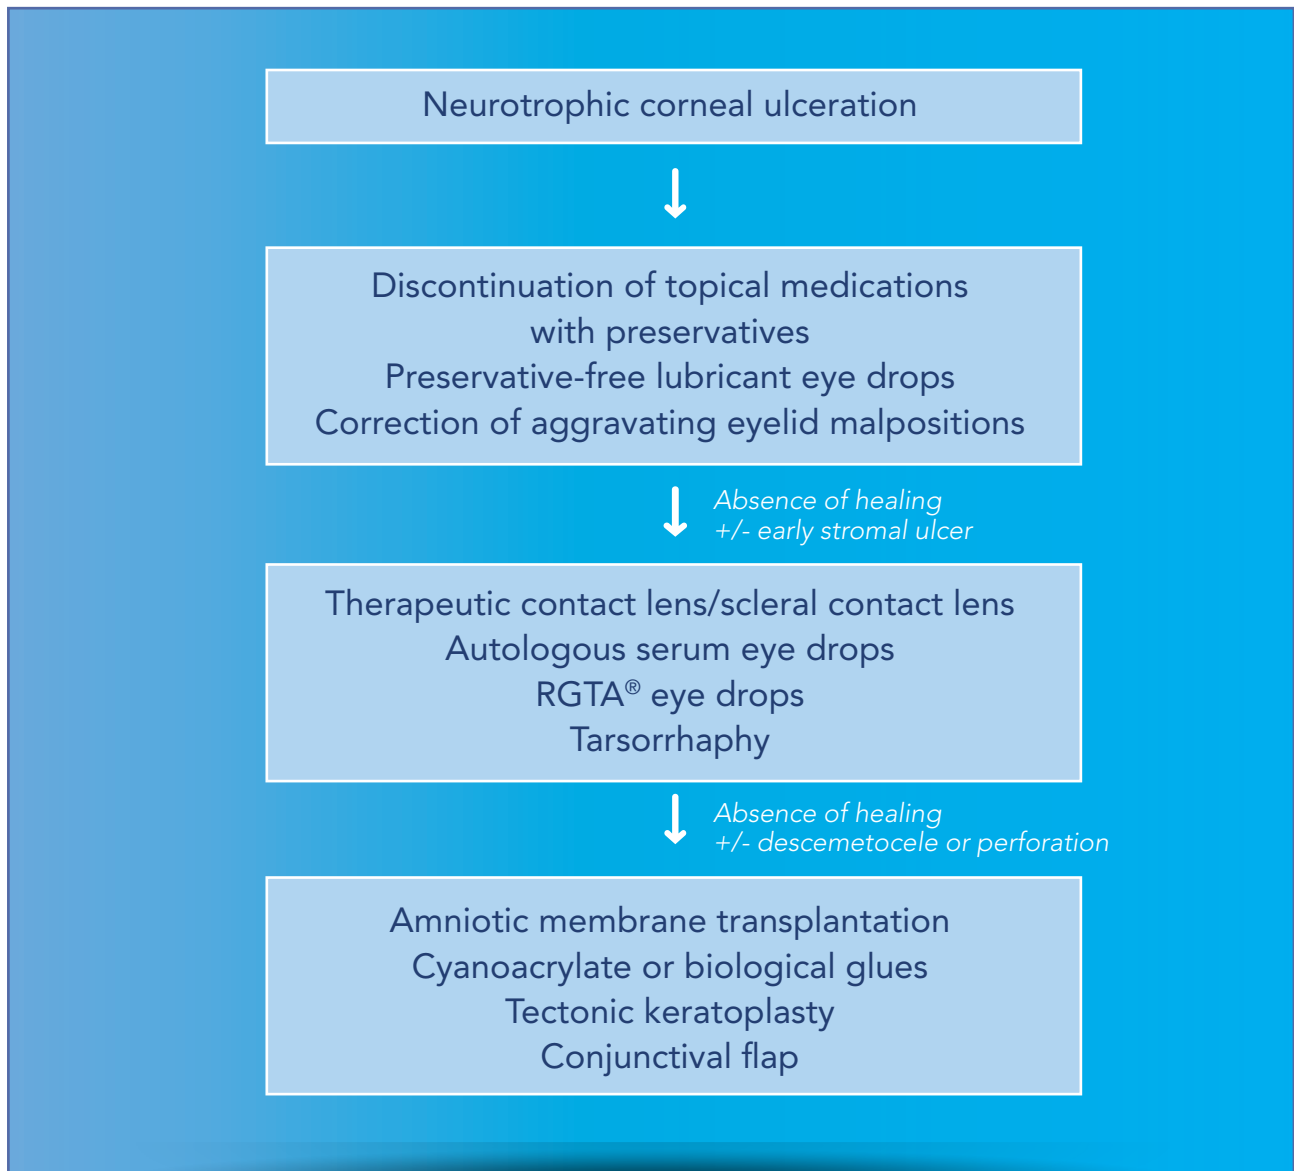 Neurotrophic corneal ulceration
Discontinuation of topical medications
with preservatives
Preservative-free lubricant eye drops
Correction of aggravating eyelid malpositions
Absence of healing
+/- early stromal ulcer
Therapeutic contact lens/scleral contact lens
Autologous serum eye drops
RGTA® eye drops
Tarsorrhaphy
Absence of healing
+/- descemetocele or perforation
Amniotic membrane transplantation
Cyanoacrylate or biological glues
Tectonic keratoplasty
Conjunctival flap